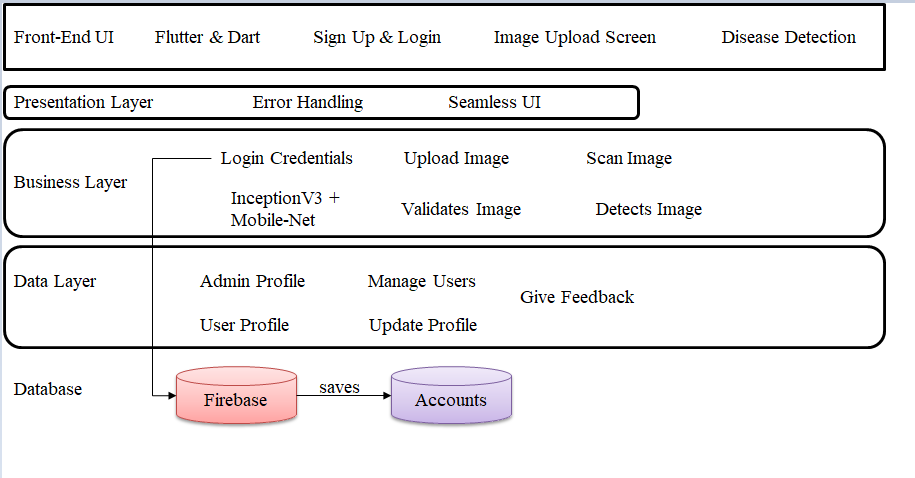 Front-End UI Flutter & Dart Sign Up & Login Image Upload Screen Disease Detection
Presentation Layer Error Handling Seamless UI
Login Credentials Upload Image Scan Image
Business Layer
InceptionV3 +
Mobile-Net
Validates Image Detects Image
Data Layer Admin Profile Manage Users
Give Feedback
User Profile Update Profile
Database
Firebase
saves
Accounts